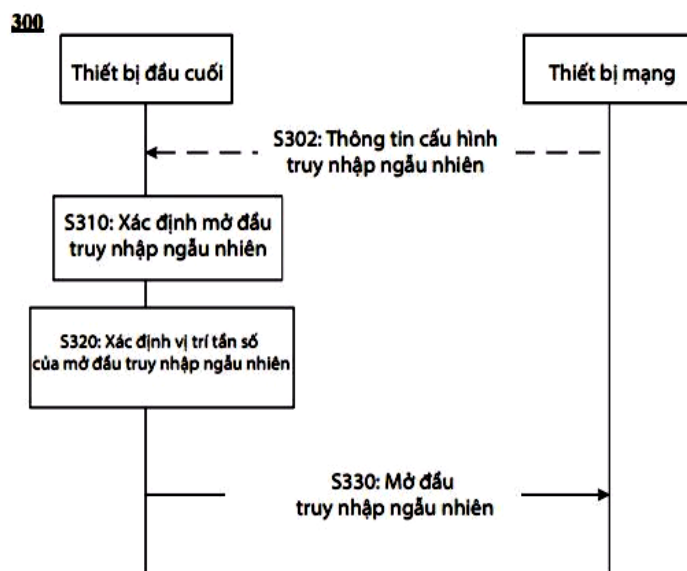 300
Thiết bị đầu cuối
Thiết bị mạng
S302: Thông tin cấu hình
truy nhập ngẫu nhiên
S310: Xác định mở đầu
truy nhập ngẫu nhiên
S320: Xác định vị trí tần số
của mở đầu truy nhập ngẫu nhiên
S330: Mở đầu
truy nhập ngẫu nhiên